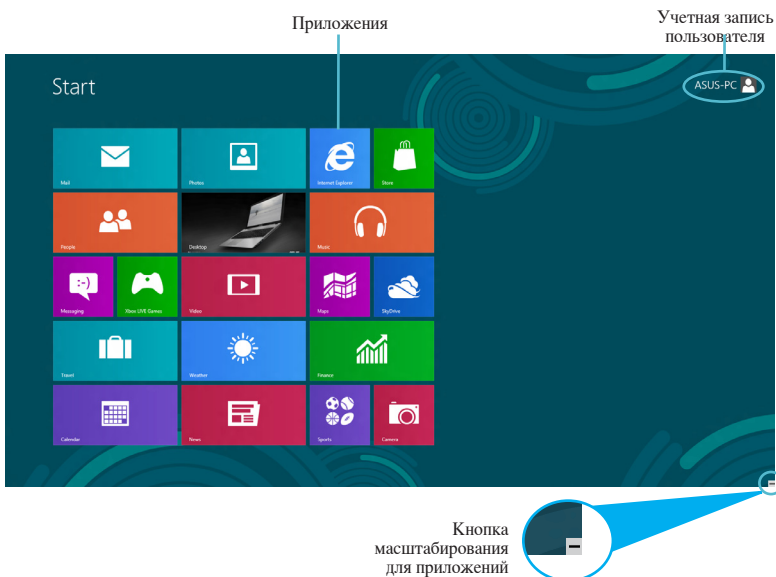 Приложения
Учетная запись
пользователя
Start
ASUS-PC
Mail
Photos
Internet Explorer
Store
People
Desktop
Music
Messaging
Xbox LIVE Games
Video
Maps
SkyDrive
Travel
Weather
Finance
Calendar
News
Sports
Camera
Кнопка
масштабирования
для приложений